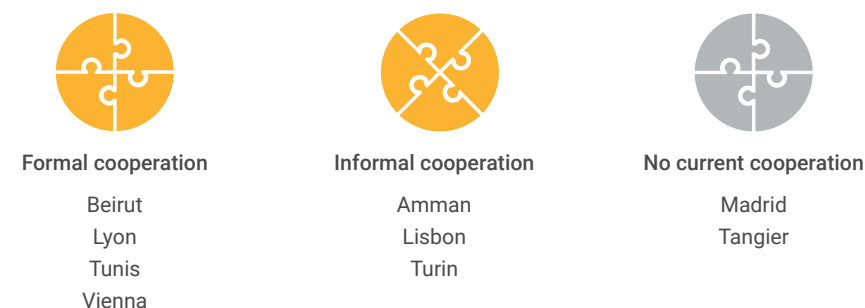 Formal cooperation
Beirut
Lyon
Tunis
Vienna
Informal cooperation
Amman
Lisbon
Turin
No current cooperation
Madrid
Tangier